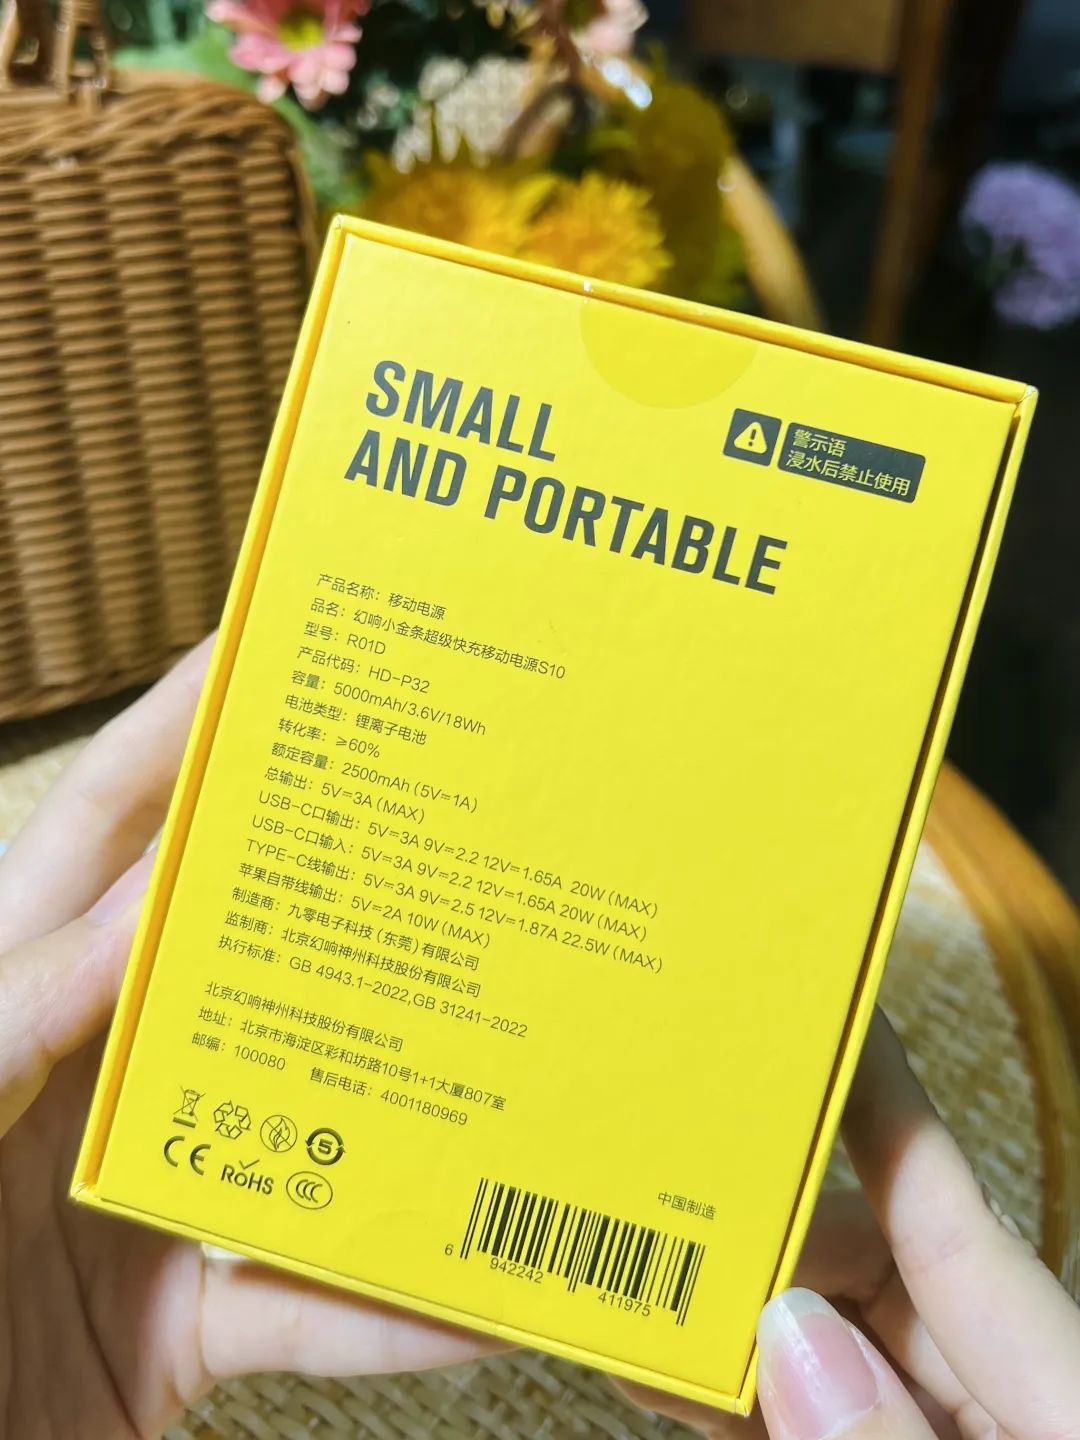 SMALL
AND PORTABLE
警示语
浸水后禁止使用
产品名称：移动电源
品名：幻响小金条超级快充移动电源S10
型号：R01D
产品代码：HD-P32
容量：5000mAh/3.6V/18Wh
电池类型：锂离子电池
转化率：≥60%
额定容量：2500mAh（5V=1A）
总输出：5V=3A（MAX）
USB-C口输出：5V=3A 9V=2.2 12V=1.65A 20W（MAX）
USB-C口输入：5V=3A 9V=2.2 12V=1.65A 20W（MAX）
TYPE-C线输出：5V=3A 9V=2.5 12V=1.87A 22.5W（MAX）
苹果自带线输出：5V=2A 10W（MAX）
制造商：九零电子科技（东莞）有限公司
监制商：北京幻响神州科技股份有限公司
执行标准：GB 4943.1-2022,GB 31241-2022
北京幻响神州科技股份有限公司
地址：北京市海淀区彩和坊路10号1+1大厦807室
邮编：100080 售后电话：4001180969
5
CE RoHS CCC
中国制造
6 942242 411975